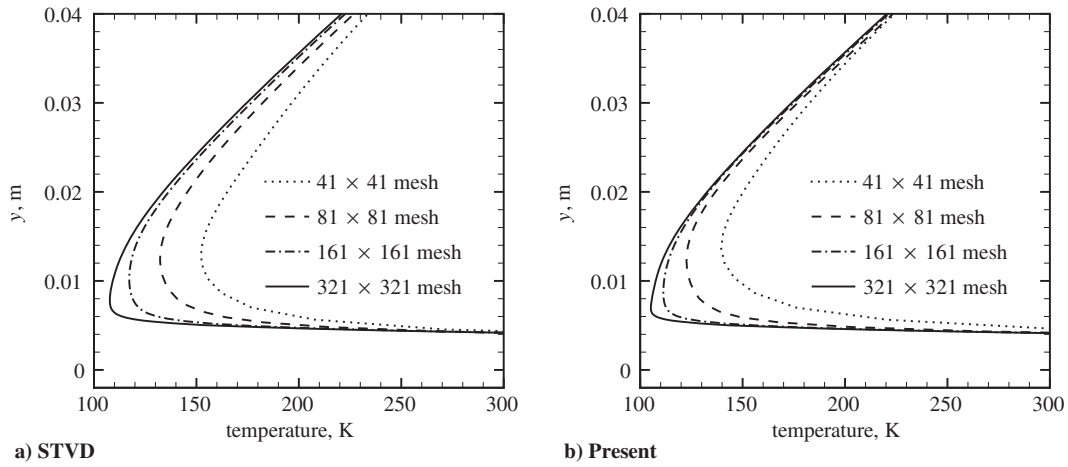 0.04
0.03
0.02
0.01
0
y, m
41 × 41 mesh
81 × 81 mesh
161 × 161 mesh
321 × 321 mesh
100 150 200 250 300
temperature, K
a) STVD
0.04
0.03
0.02
0.01
0
y, m
41 × 41 mesh
81 × 81 mesh
161 × 161 mesh
321 × 321 mesh
100 150 200 250 300
temperature, K
b) Present